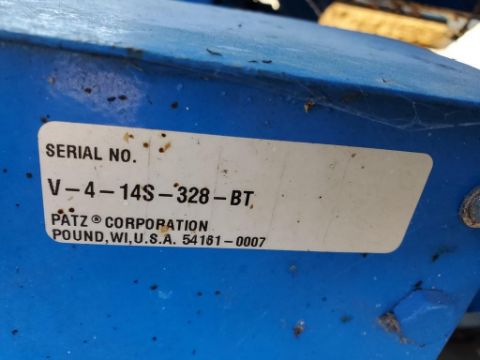 SERIAL NO.
V-4-14S-328-BT
PATZ® CORPORATION
POUND,WI,U.S.A. 54161-0007